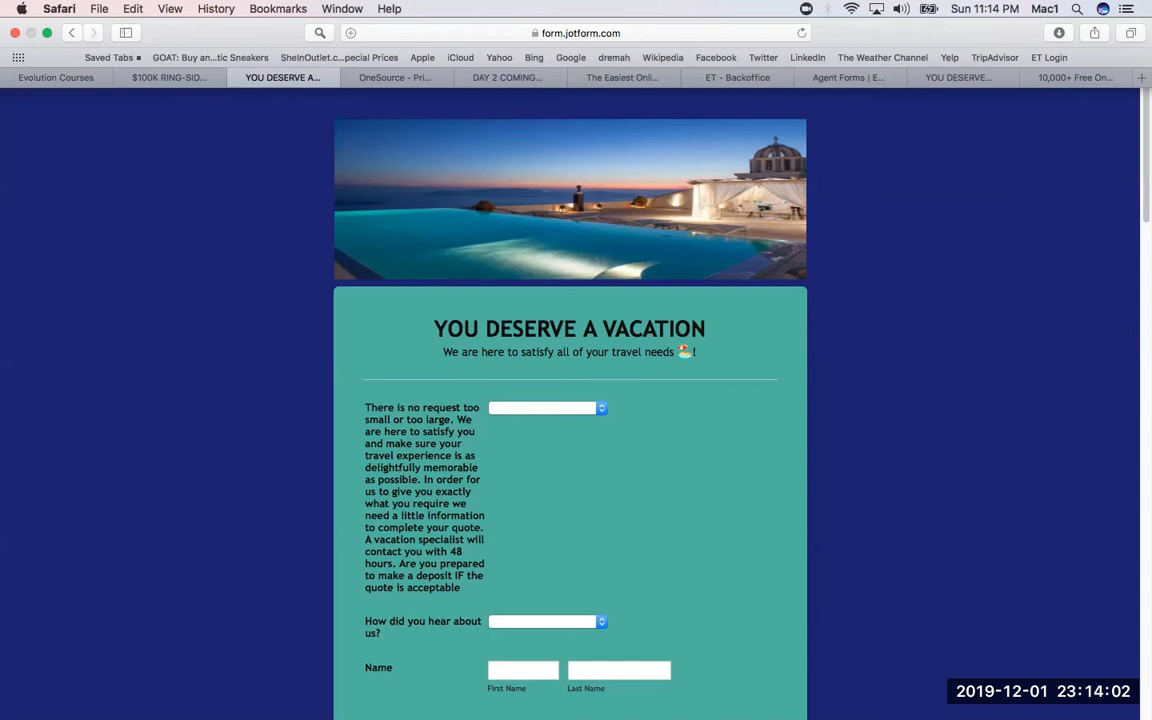 Safari File Edit View History Bookmarks Window Help Sun 11:14 PM Mac1
form.jotform.com
Saved Tabs GOAT: Buy an···tic Sneakers SheInOutlet.c···pecial Prices Apple iCloud Yahoo Bing Google dremah Wikipedia Facebook Twitter LinkedIn The Weather Channel Yelp TripAdvisor ET Login
Evolution Courses $100K RING-SID... YOU DESERVE A... OneSource - Pri... DAY 2 COMING... The Easiest Onli... ET - Backoffice Agent Forms | E... YOU DESERVE... 10,000+ Free On...
YOU DESERVE A VACATION
We are here to satisfy all of your travel needs 🏖️!
There is no request too
small or too large. We
are here to satisfy you
and make sure your
travel experience is as
delightfully memorable
as possible. In order for
us to give you exactly
what you require we
need a little information
to complete your quote.
A vacation specialist will
contact you with 48
hours. Are you prepared
to make a deposit IF the
quote is acceptable
How did you hear about
us?
Name
First Name Last Name
2019-12-01 23:14:02